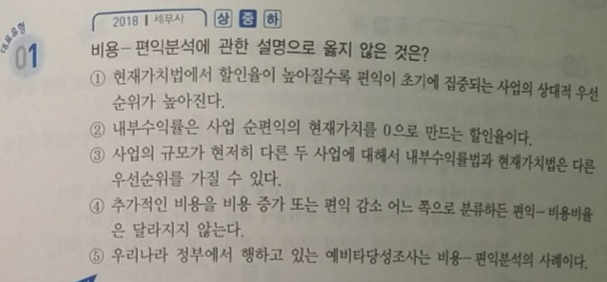 2018 | 세무사 상 중 하
대표유형
01
비용-편익분석에 관한 설명으로 옳지 않은 것은?
① 현재가치법에서 할인율이 높아질수록 편익이 초기에 집중되는 사업의 상대적 우선
순위가 높아진다.
② 내부수익률은 사업 순편익의 현재가치를 0으로 만드는 할인율이다.
③ 사업의 규모가 현저히 다른 두 사업에 대해서 내부수익률법과 현재가치법은 다른
우선순위를 가질 수 있다.
④ 추가적인 비용을 비용 증가 또는 편익 감소 어느 쪽으로 분류하든 편익-비용비율
은 달라지지 않는다.
⑤ 우리나라 정부에서 행하고 있는 예비타당성조사는 비용-편익분석의 사례이다.